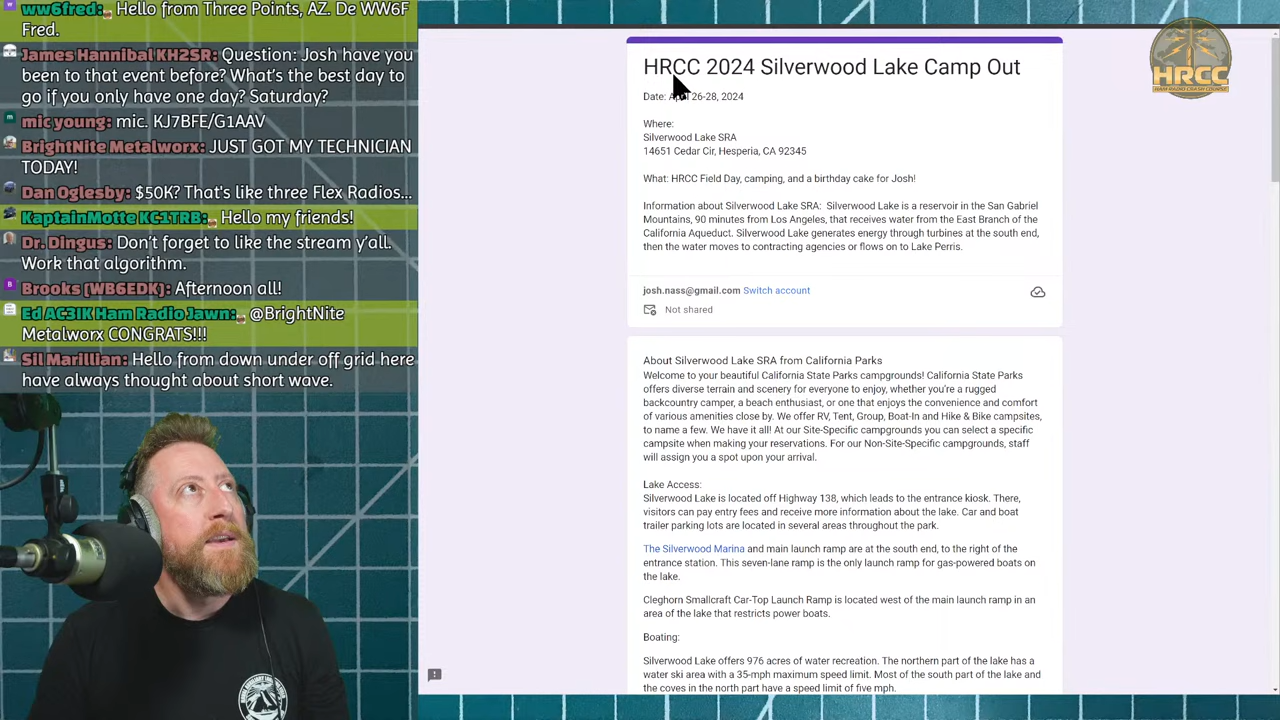 ww6fred: Hello from Three Points, AZ. De WW6F
Fred.
James Hannibal KH2SR: Question: Josh have you
been to that event before? What's the best day to
go if you only have one day? Saturday?
mic young: mic. KJ7BFE/G1AAV
BrightNite Metalworx: JUST GOT MY TECHNICIAN
TODAY!
Dan Oglesby: $50K? That's like three Flex Radios...
KaptainMotte KC1TRB: Hello my friends!
Dr. Dingus: Don't forget to like the stream y'all.
Work that algorithm.
Brooks (WB6EDK): Afternoon all!
Ed AC3IK Ham Radio Jawn: @BrightNite
Metalworx CONGRATS!!!
Sil Marillian: Hello from down under off grid here
have always thought about short wave.
HRCC 2024 Silverwood Lake Camp Out
Date: April 26-28, 2024
Where:
Silverwood Lake SRA
14651 Cedar Cir, Hesperia, CA 92345
What: HRCC Field Day, camping, and a birthday cake for Josh!
Information about Silverwood Lake SRA: Silverwood Lake is a reservoir in the San Gabriel
Mountains, 90 minutes from Los Angeles, that receives water from the East Branch of the
California Aqueduct. Silverwood Lake generates energy through turbines at the south end,
then the water moves to contracting agencies or flows on to Lake Perris.
josh.nass@gmail.com Switch account
Not shared
About Silverwood Lake SRA from California Parks
Welcome to your beautiful California State Parks campgrounds! California State Parks
offers diverse terrain and scenery for everyone to enjoy, whether you're a rugged
backcountry camper, a beach enthusiast, or one that enjoys the convenience and comfort
of various amenities close by. We offer RV, Tent, Group, Boat-In and Hike & Bike campsites,
to name a few. We have it all! At our Site-Specific campgrounds you can select a specific
campsite when making your reservations. For our Non-Site-Specific campgrounds, staff
will assign you a spot upon your arrival.
Lake Access:
Silverwood Lake is located off Highway 138, which leads to the entrance kiosk. There,
visitors can pay entry fees and receive more information about the lake. Car and boat
trailer parking lots are located in several areas throughout the park.
The Silverwood Marina and main launch ramp are at the south end, to the right of the
entrance station. This seven-lane ramp is the only launch ramp for gas-powered boats on
the lake.
Cleghorn Smallcraft Car-Top Launch Ramp is located west of the main launch ramp in an
area of the lake that restricts power boats.
Boating:
Silverwood Lake offers 976 acres of water recreation. The northern part of the lake has a
water ski area with a 35-mph maximum speed limit. Most of the south part of the lake and
the coves in the north part have a speed limit of five mph.
HRCC
HAM RADIO CRASH COURSE